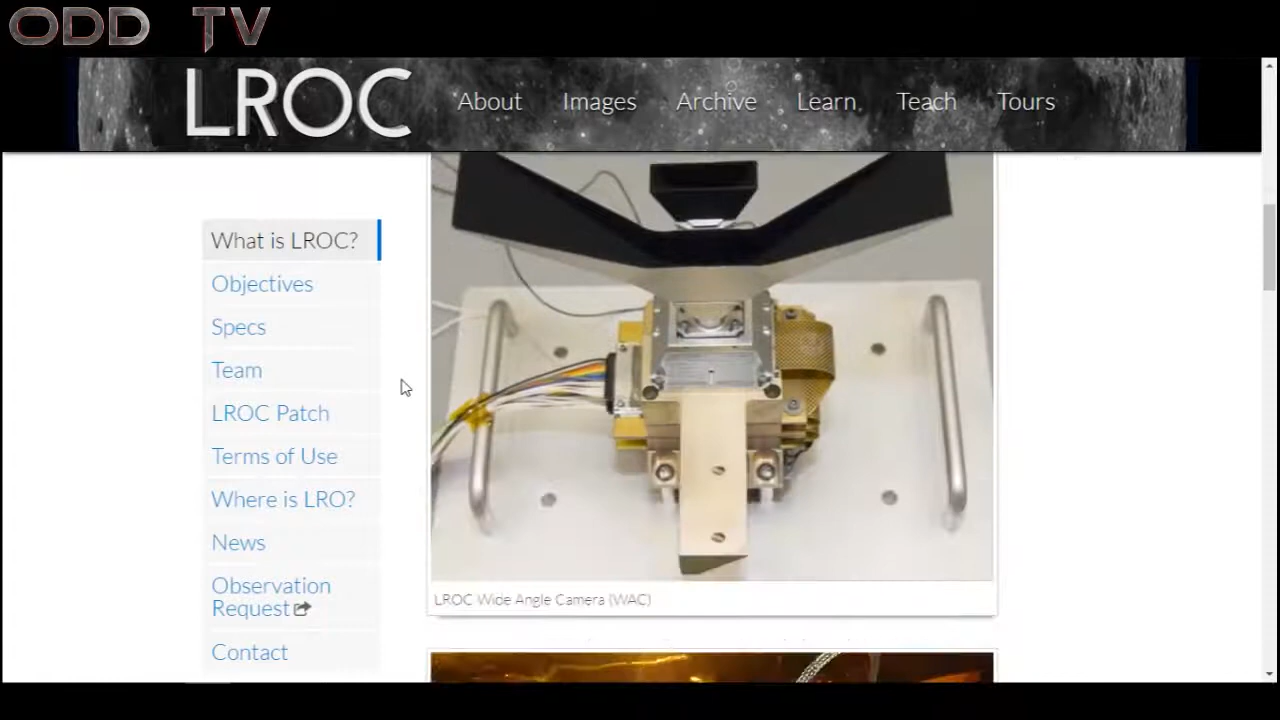 ODD TV
LROC
About Images Archive Learn Teach Tours
What is LROC?
Objectives
Specs
Team
LROC Patch
Terms of Use
Where is LRO?
News
Observation
Request
Contact
LROC Wide Angle Camera (WAC)